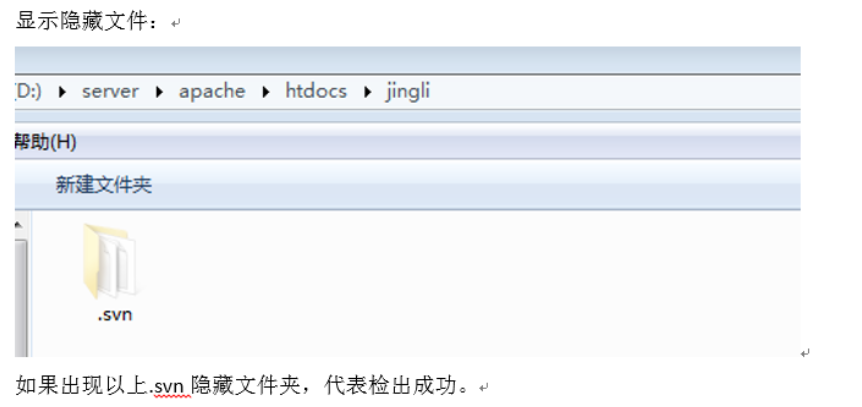 显示隐藏文件：
(D:) ▸ server ▸ apache ▸ htdocs ▸ jingli
帮助(H)
新建文件夹
.svn
如果出现以上.svn 隐藏文件夹，代表检出成功。